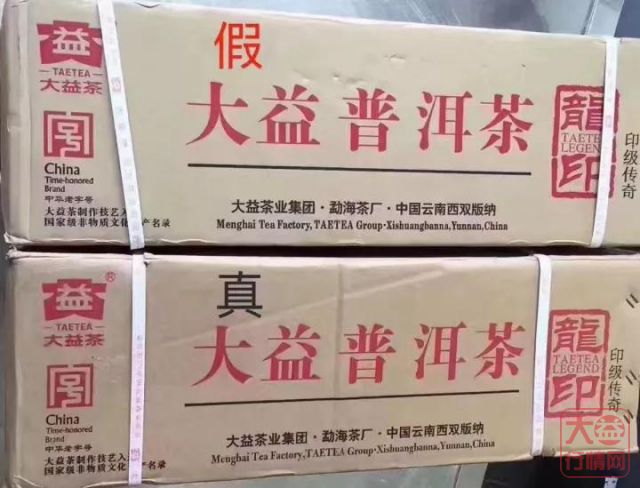 假
益
TAETEA
大益茶
大益普洱茶
龍
TAETEA
LEGEND
印
印级传奇
China
Time-honored
Brand
中华老字号
大益茶制作技艺入
国家级非物质文化 产名录
大益茶业集团·勐海茶厂·中国云南西双版纳
Menghai Tea Factory, TAETEA Group·Xishuangbanna, Yunnan, China
真
益®
TAETEA
大益茶
大益普洱茶
龍
TAETEA
LEGEND
印
印级传奇
China
Time-honored
Brand
中华老字号
大益茶制作技艺入
国家级非物质文化 产名录
大益茶业集团·勐海茶厂·中国云南西双版纳
Menghai Tea Factory, TAETEA Group·Xishuangbanna, Yunnan, China
大益
行情网